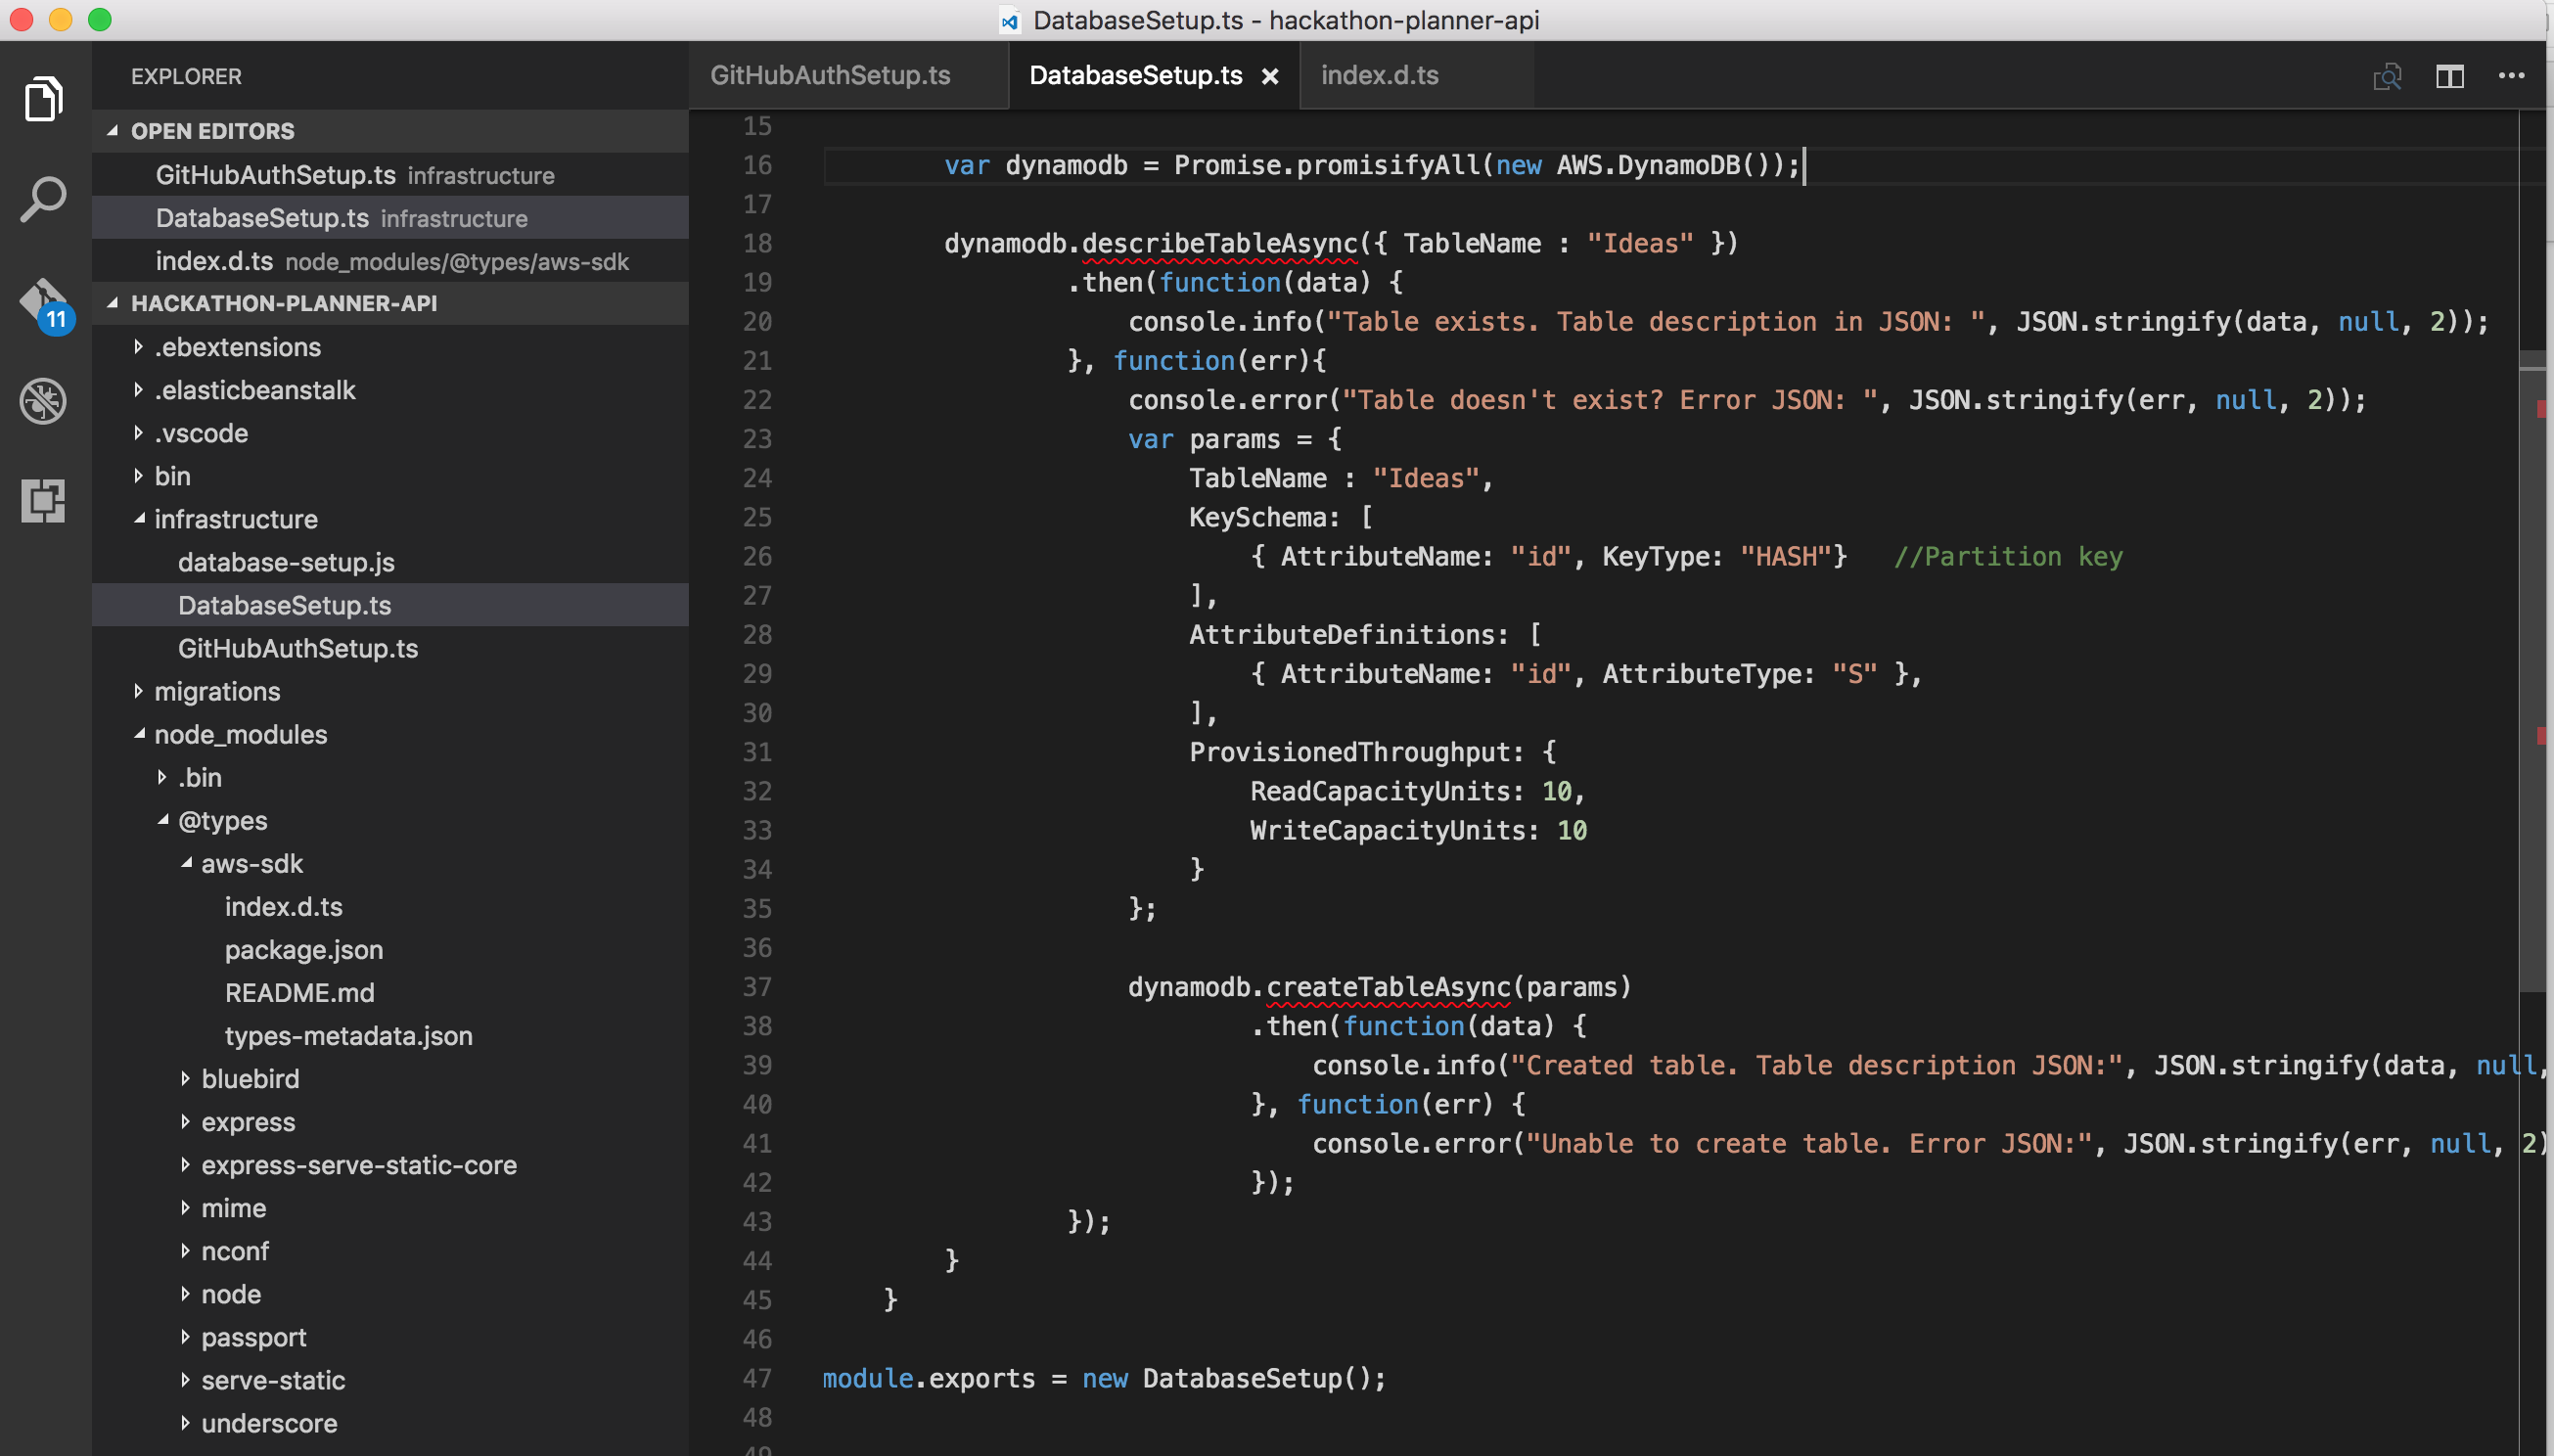 DatabaseSetup.ts - hackathon-planner-api
EXPLORER
OPEN EDITORS
GitHubAuthSetup.ts infrastructure
DatabaseSetup.ts infrastructure
index.d.ts node_modules/@types/aws-sdk
11
HACKATHON-PLANNER-API
.ebextensions
.elasticbeanstalk
.vscode
bin
infrastructure
database-setup.js
DatabaseSetup.ts
GitHubAuthSetup.ts
migrations
node_modules
.bin
@types
aws-sdk
index.d.ts
package.json
README.md
types-metadata.json
bluebird
express
express-serve-static-core
mime
nconf
node
passport
serve-static
underscore
GitHubAuthSetup.ts DatabaseSetup.ts × index.d.ts
15
16 var dynamodb = Promise.promisifyAll(new AWS.DynamoDB());
17
18 dynamodb.describeTableAsync({ TableName : "Ideas" })
19 .then(function(data) {
20 console.info("Table exists. Table description in JSON: ", JSON.stringify(data, null, 2));
21 }, function(err){
22 console.error("Table doesn't exist? Error JSON: ", JSON.stringify(err, null, 2));
23 var params = {
24 TableName : "Ideas",
25 KeySchema: [
26 { AttributeName: "id", KeyType: "HASH"} //Partition key
27 ],
28 AttributeDefinitions: [
29 { AttributeName: "id", AttributeType: "S" },
30 ],
31 ProvisionedThroughput: {
32 ReadCapacityUnits: 10,
33 WriteCapacityUnits: 10
34 }
35 };
36
37 dynamodb.createTableAsync(params)
38 .then(function(data) {
39 console.info("Created table. Table description JSON:", JSON.stringify(data, null,
40 }, function(err) {
41 console.error("Unable to create table. Error JSON:", JSON.stringify(err, null, 2)
42 });
43 });
44 }
45 }
46
47 module.exports = new DatabaseSetup();
48
49